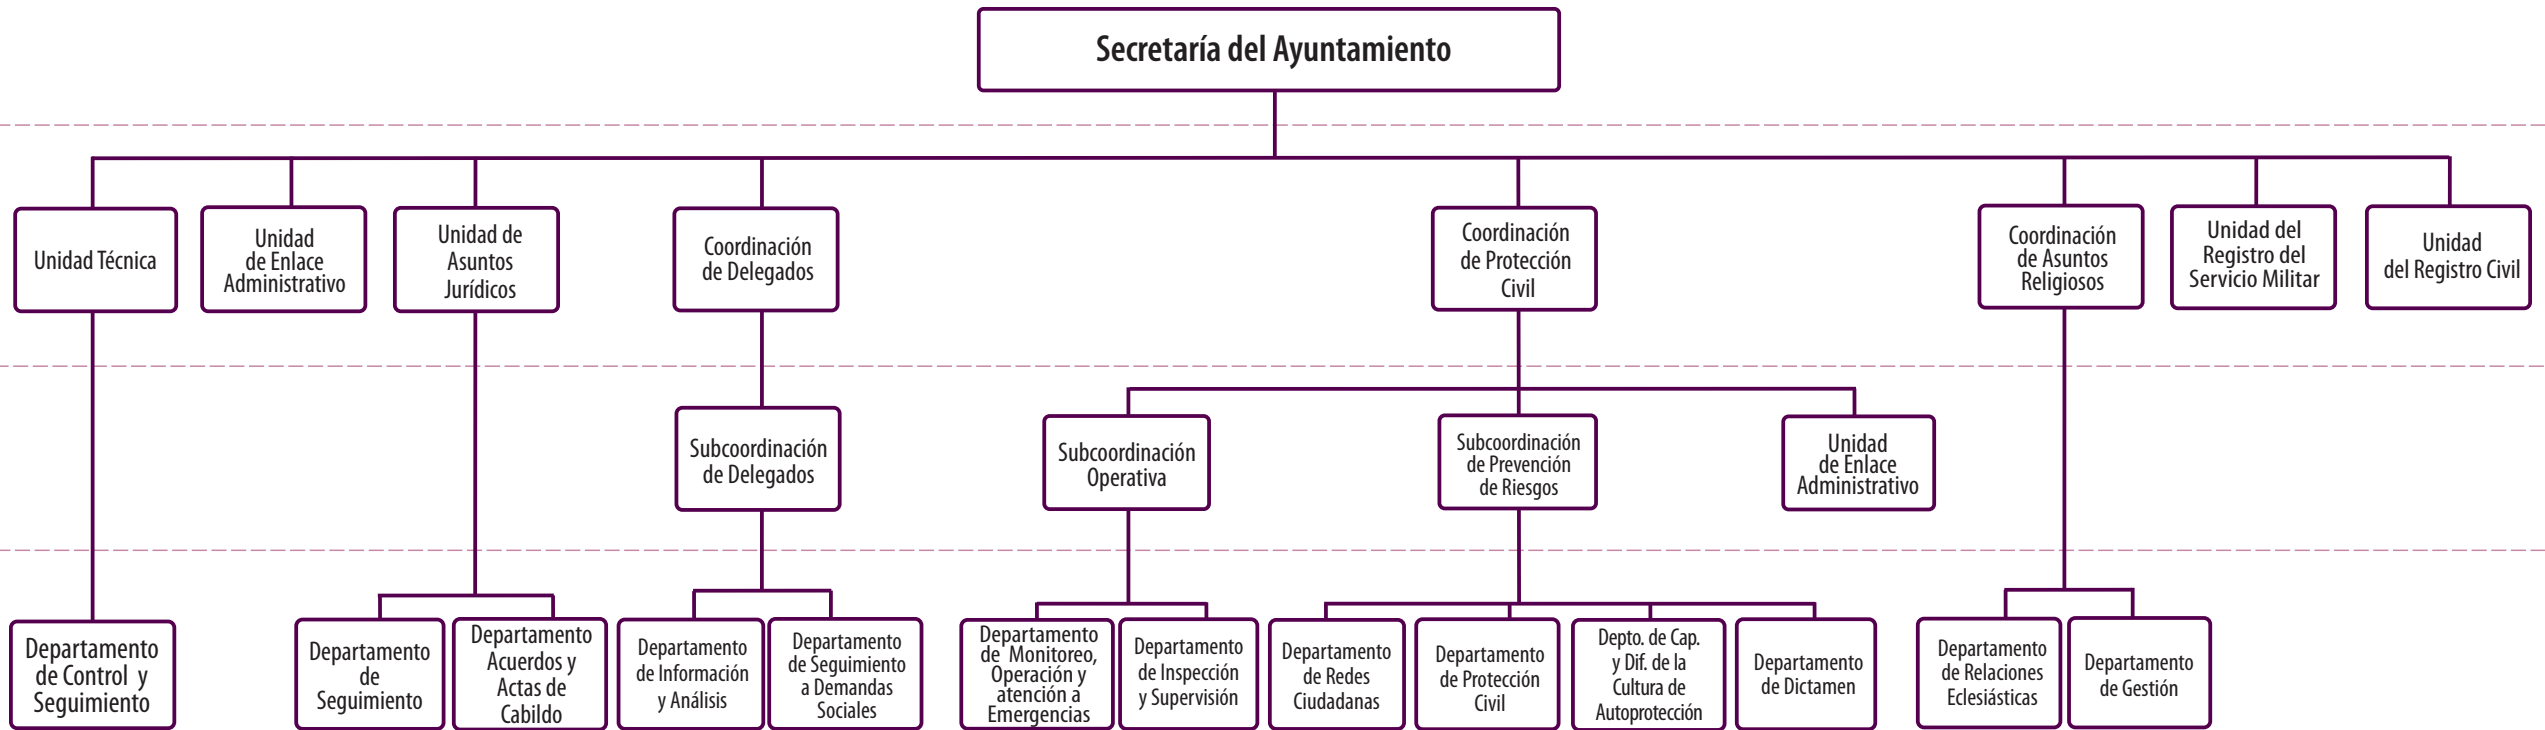 Secretaría del Ayuntamiento
Unidad Técnica
Unidad
de Enlace
Administrativo
Unidad de
Asuntos
Jurídicos
Coordinación
de Delegados
Coordinación
de Protección
Civil
Coordinación
de Asuntos
Religiosos
Unidad del
Registro del
Servicio Militar
Unidad
del Registro Civil
Subcoordinación
de Delegados
Subcoordinación
Operativa
Subcoordinación
de Prevención
de Riesgos
Unidad
de Enlace
Administrativo
Departamento
de Control y
Seguimiento
Departamento
de
Seguimiento
Departamento
Acuerdos y
Actas de
Cabildo
Departamento
de Información
y Análisis
Departamento
de Seguimiento
a Demandas
Sociales
Departamento
de Monitoreo,
Operación y
atención a
Emergencias
Departamento
de Inspección
y Supervisión
Departamento
de Redes
Ciudadanas
Departamento
de Protección
Civil
Depto. de Cap.
y Dif. de la
Cultura de
Autoprotección
Departamento
de Dictamen
Departamento
de Relaciones
Eclesiásticas
Departamento
de Gestión